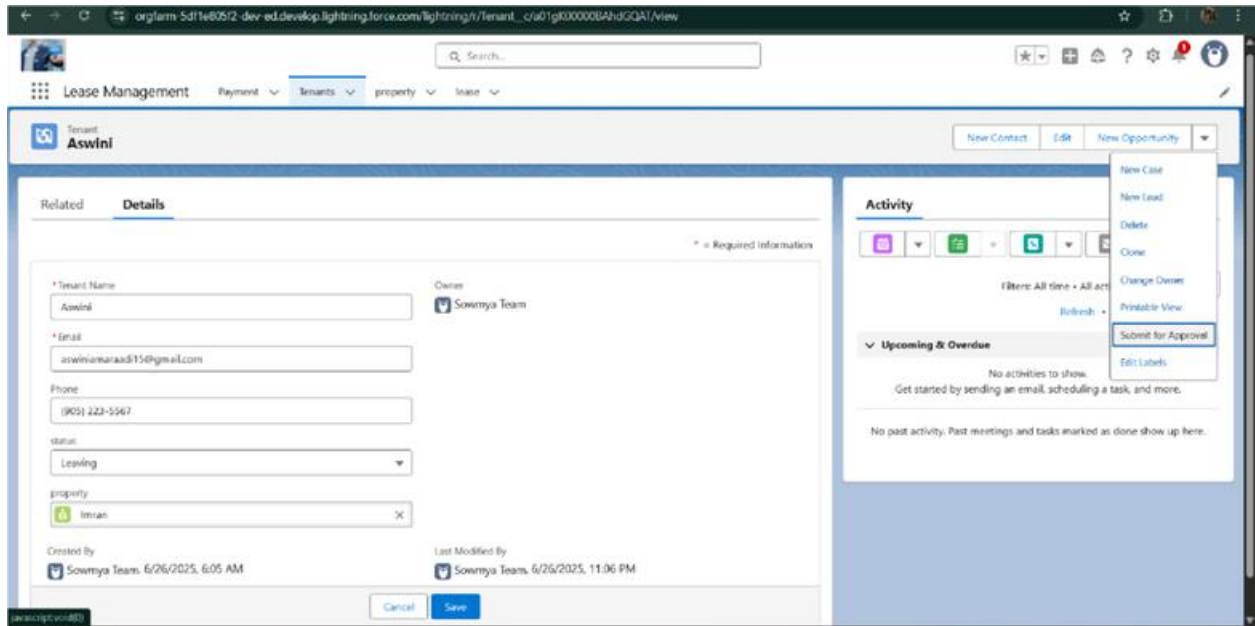 orgfarm-5df1e805f2-dev-ed.develop.lightning.force.com/lightning/r/Tenant__c/a01gK00000BAhdGQAT/view
Search...
Lease Management Payment Tenants property lease
Tenant
Aswini
New Contact Edit New Opportunity
New Case
New Lead
Delete
Clone
Change Owner
Printable View
Submit for Approval
Edit Labels
Related Details
* = Required Information
* Tenant Name
Aswini
Owner
Sowmya Team
* Email
aswiniamaraadi15@gmail.com
Phone
(905) 223-5567
status
Leaving
property
Imran
Created By
Sowmya Team, 6/26/2025, 6:05 AM
Last Modified By
Sowmya Team, 6/26/2025, 11:06 PM
Cancel Save
Activity
Filters: All time • All
Refresh •
Upcoming & Overdue
No activities to show.
Get started by sending an email, scheduling a task, and more.
No past activity. Past meetings and tasks marked as done show up here.
javascript:void(0)